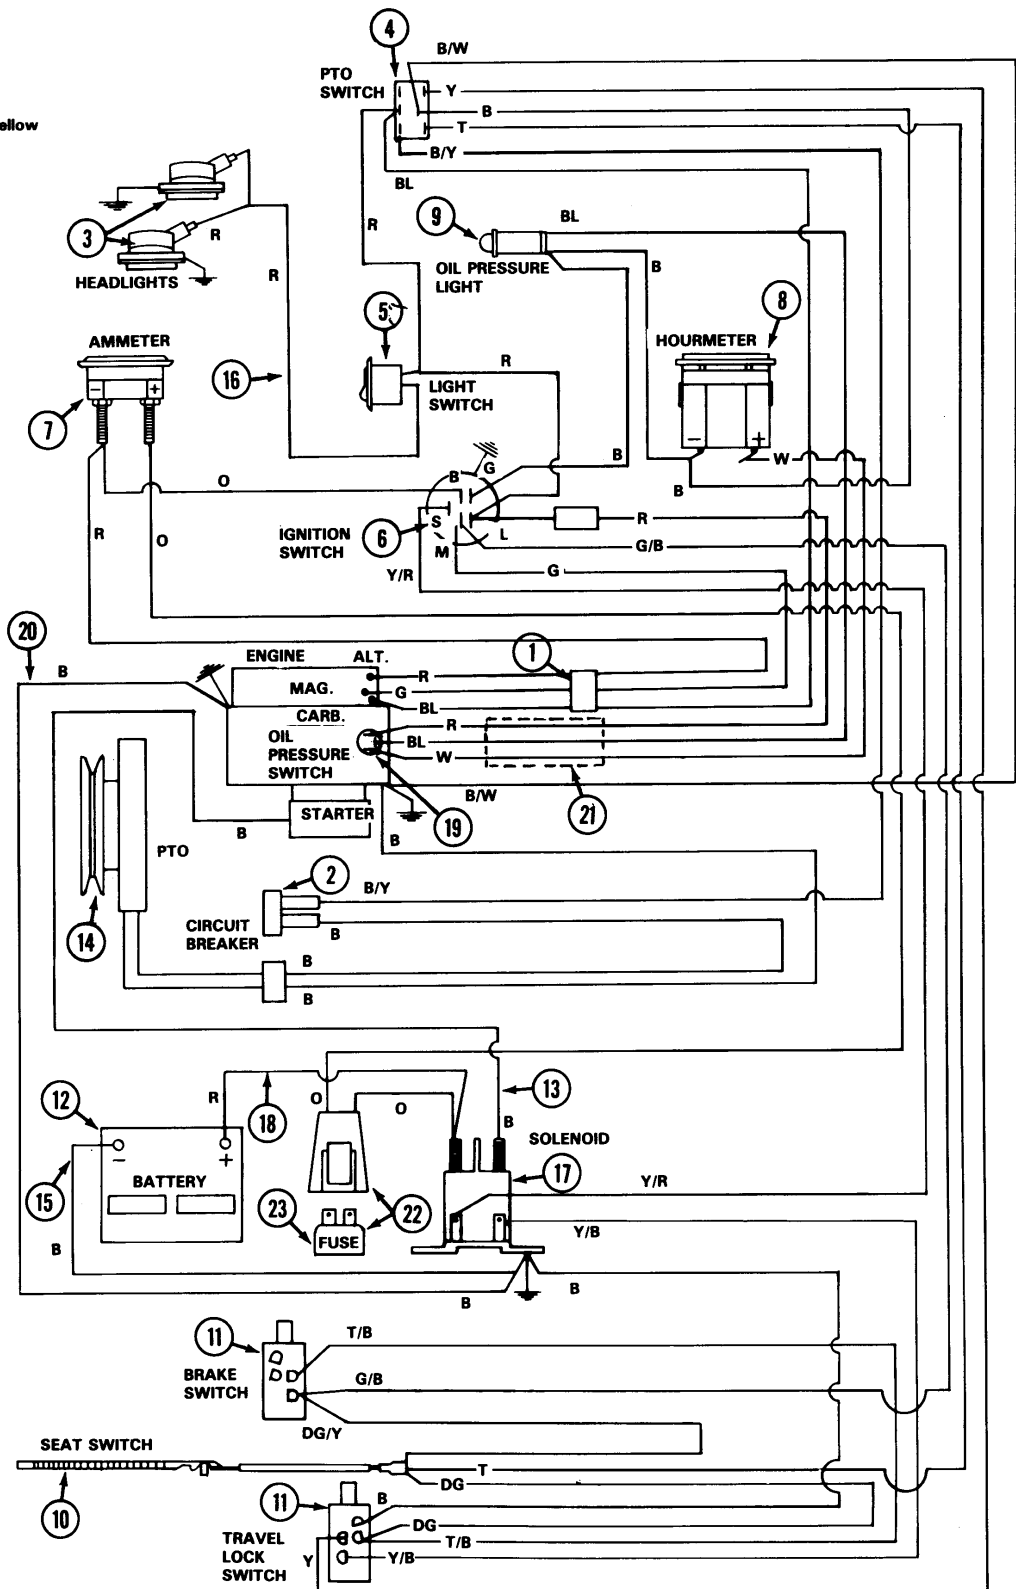 4
B/W
PTO
SWITCH
Y
B
T
B/Y
BL
ellow
R
9
BL
OIL PRESSURE
LIGHT
B
3
R
HEADLIGHTS
R
5
8
HOURMETER
AMMETER
- +
7
16
LIGHT
SWITCH
R
- +
W
B
B
O
B G
S
M
L
IGNITION
SWITCH
6
R
G/B
Y/R
G
R
O
20
B
ENGINE
ALT.
1
MAG.
R
G
BL
CARB.
R
OIL
PRESSURE
SWITCH
BL
W
B/W
21
STARTER
19
B
B
PTO
14
2
B/Y
CIRCUIT
BREAKER
B
B
B
12
R
18
O
O
13
B
SOLENOID
- +
BATTERY
15
17
Y/R
23
22
FUSE
Y/B
B
B
B
11
T/B
BRAKE
SWITCH
G/B
DG/Y
SEAT SWITCH
T
DG
10
11
B
TRAVEL
LOCK
SWITCH
DG
T/B
Y
Y/B